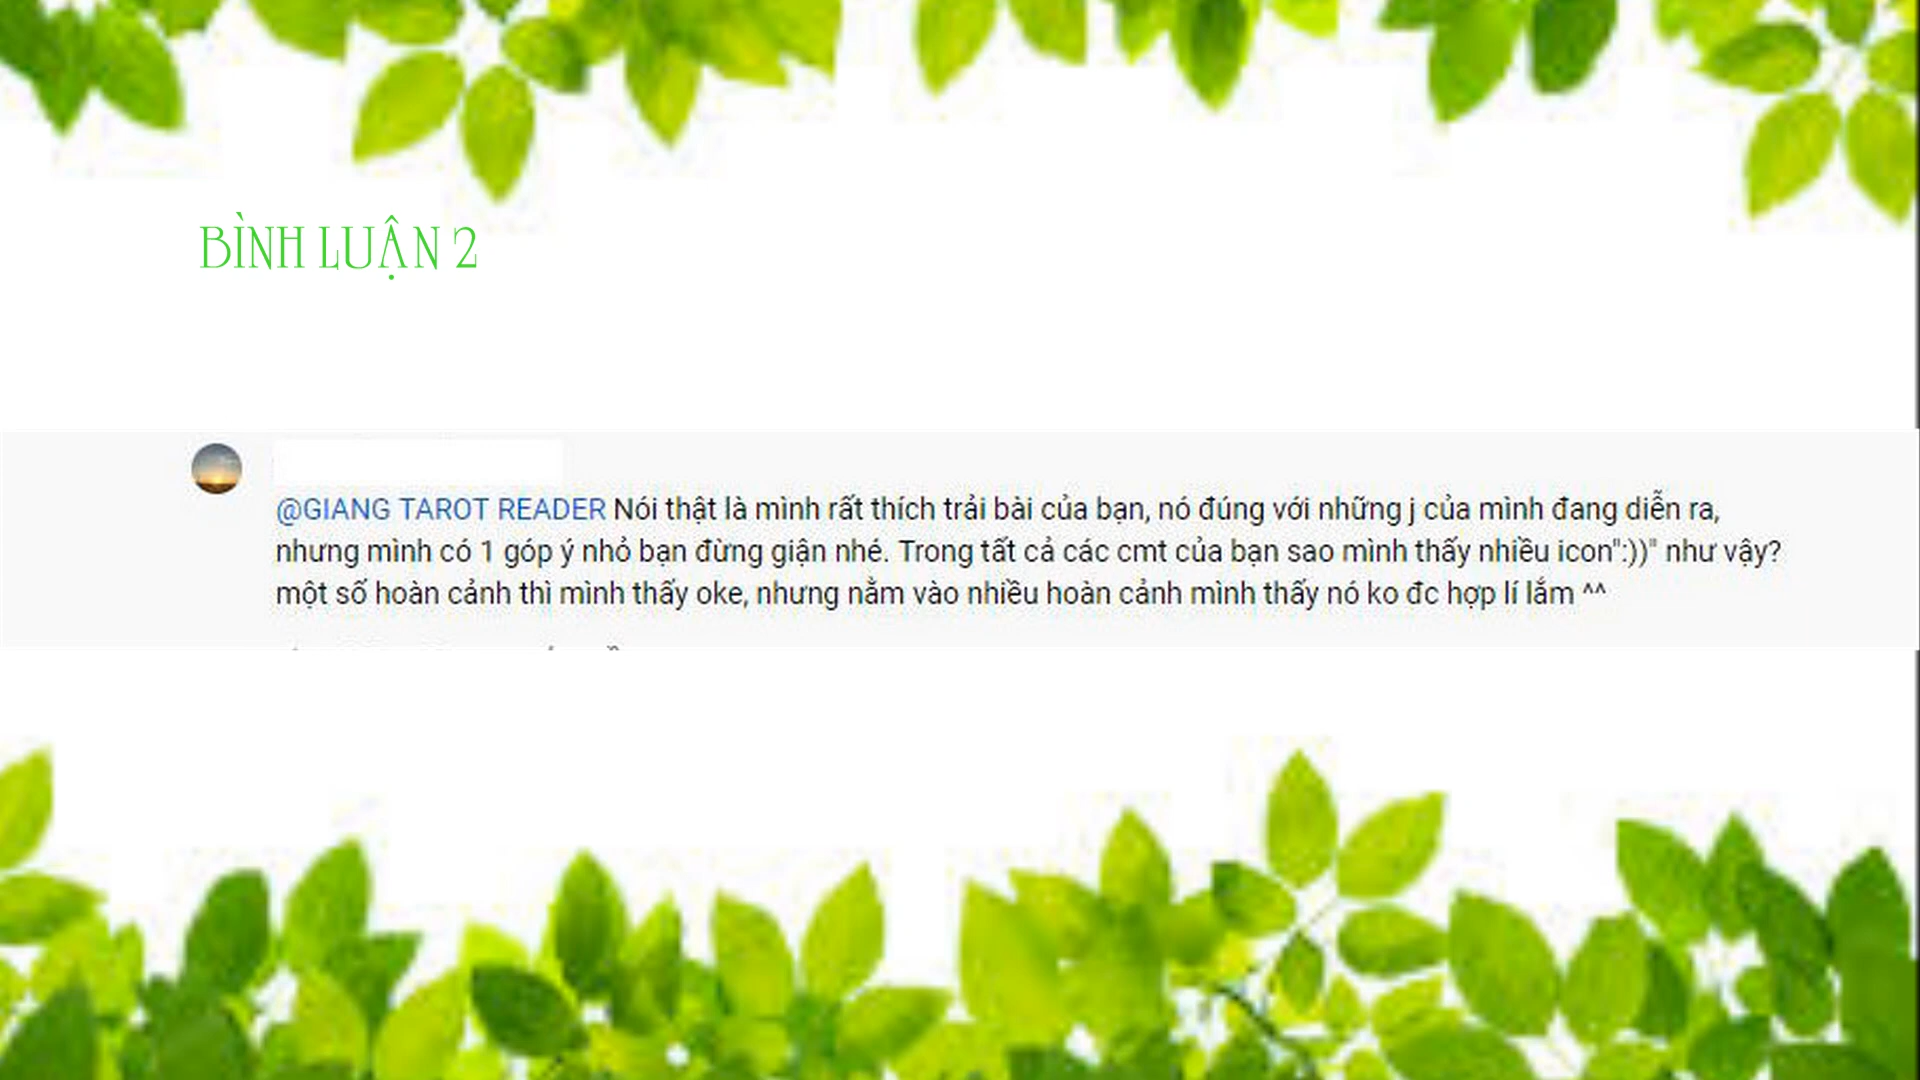 BÌNH LUẬN 2
@GIANG TAROT READER Nói thật là mình rất thích trải bài của bạn, nó đúng với những j của mình đang diễn ra,
nhưng mình có 1 góp ý nhỏ bạn đừng giận nhé. Trong tất cả các cmt của bạn sao mình thấy nhiều icon":))" như vậy?
một số hoàn cảnh thì mình thấy oke, nhưng nằm vào nhiều hoàn cảnh mình thấy nó ko đc hợp lí lắm ^^